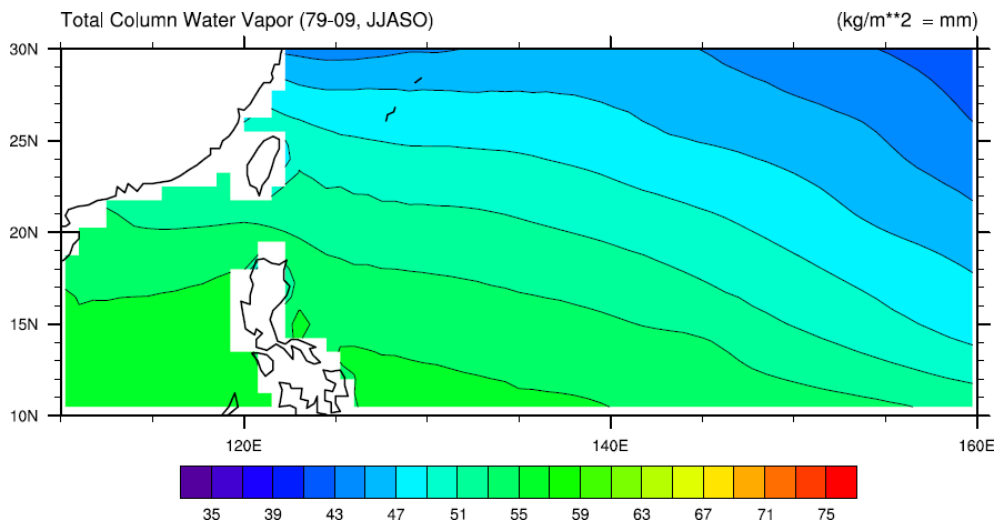 Total Column Water Vapor (79-09, JJASO) (kg/m**2 = mm)
30N
25N
20N
15N
10N
120E 140E 160E
35 39 43 47 51 55 59 63 67 71 75